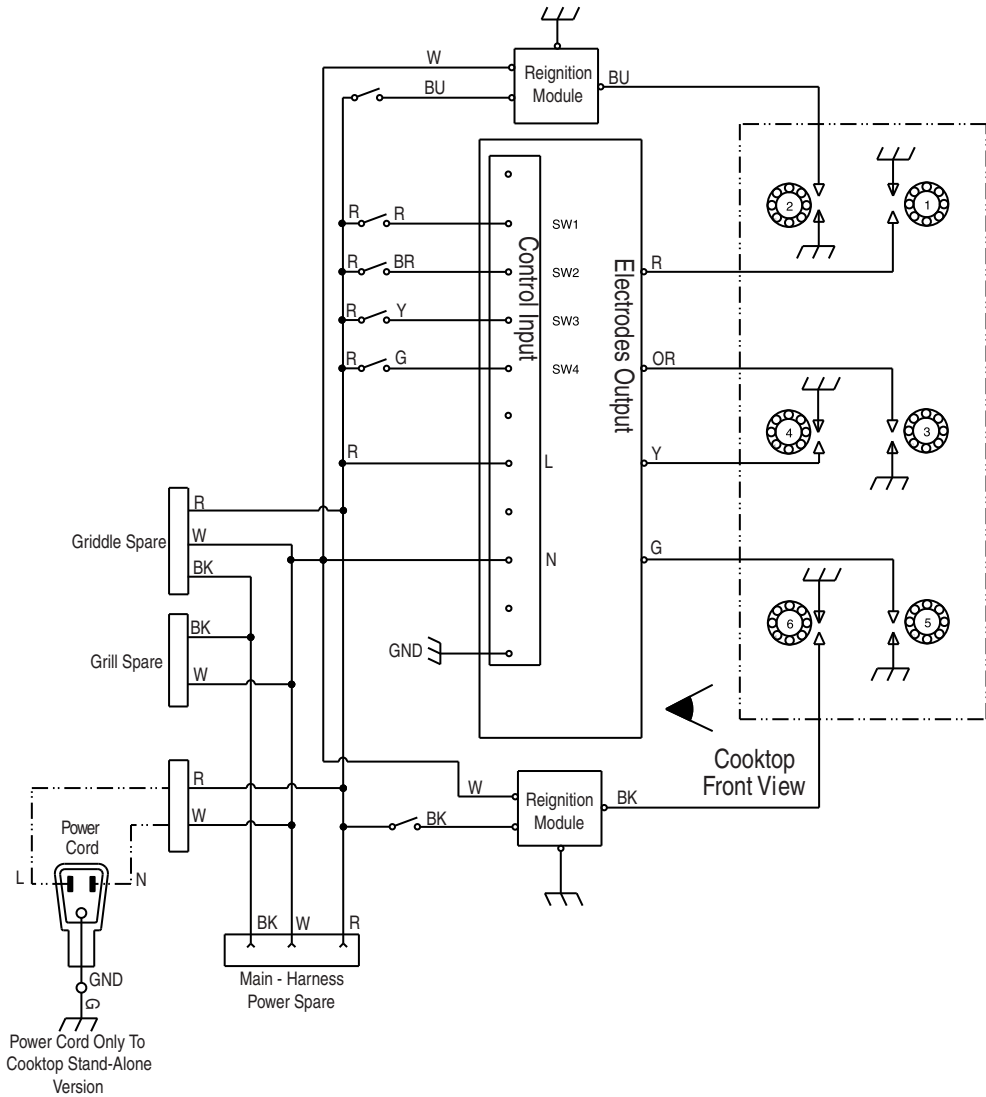 W
Reignition
Module
BU
BU
2
1
R
R
SW1
Control Input
Electrodes Output
R
BR
SW2
R
R
Y
SW3
R
G
SW4
OR
4
3
R
L
Y
R
Griddle Spare
W
BK
N
G
6
5
BK
Grill Spare
W
GND
Cooktop
Front View
R
W
W
Reignition
Module
BK
BK
Power
Cord
L
N
BK
W
R
Main - Harness
Power Spare
GND
G
Power Cord Only To
Cooktop Stand-Alone
Version